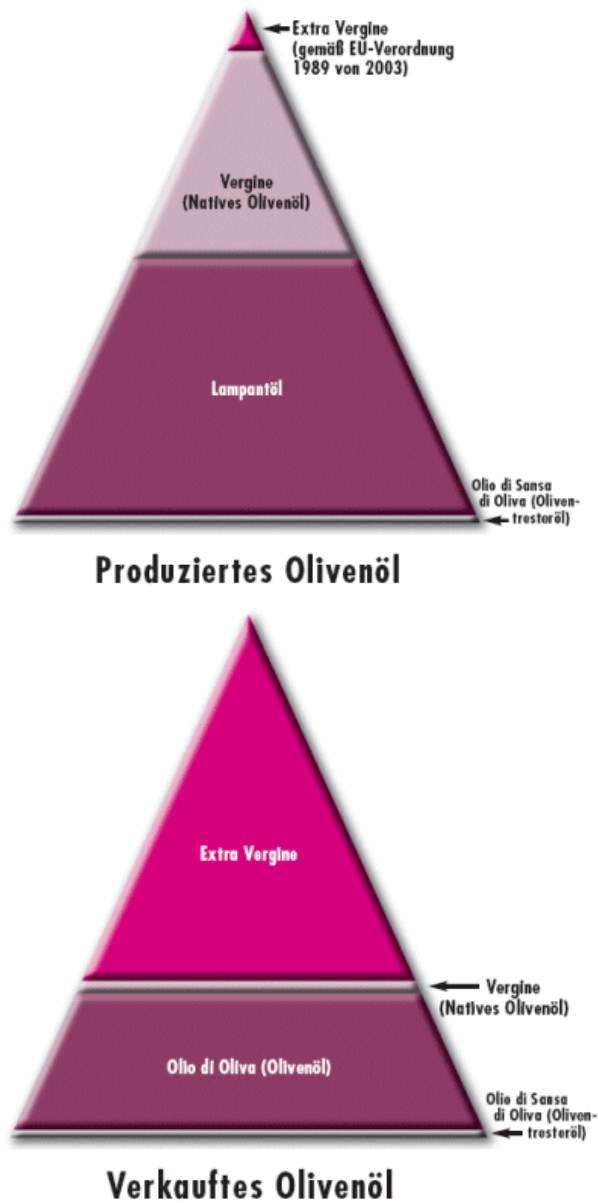 Extra Vergine
(gemäß EU-Verordnung
1989 von 2003)
Vergine
(Natives Olivenöl)
Lampantöl
Olio di Sansa
di Oliva (Oliven-
tresteröl)
Produziertes Olivenöl
Extra Vergine
Vergine
(Natives Olivenöl)
Olio di Oliva (Olivenöl)
Olio di Sansa
di Oliva (Oliven-
tresteröl)
Verkauftes Olivenöl